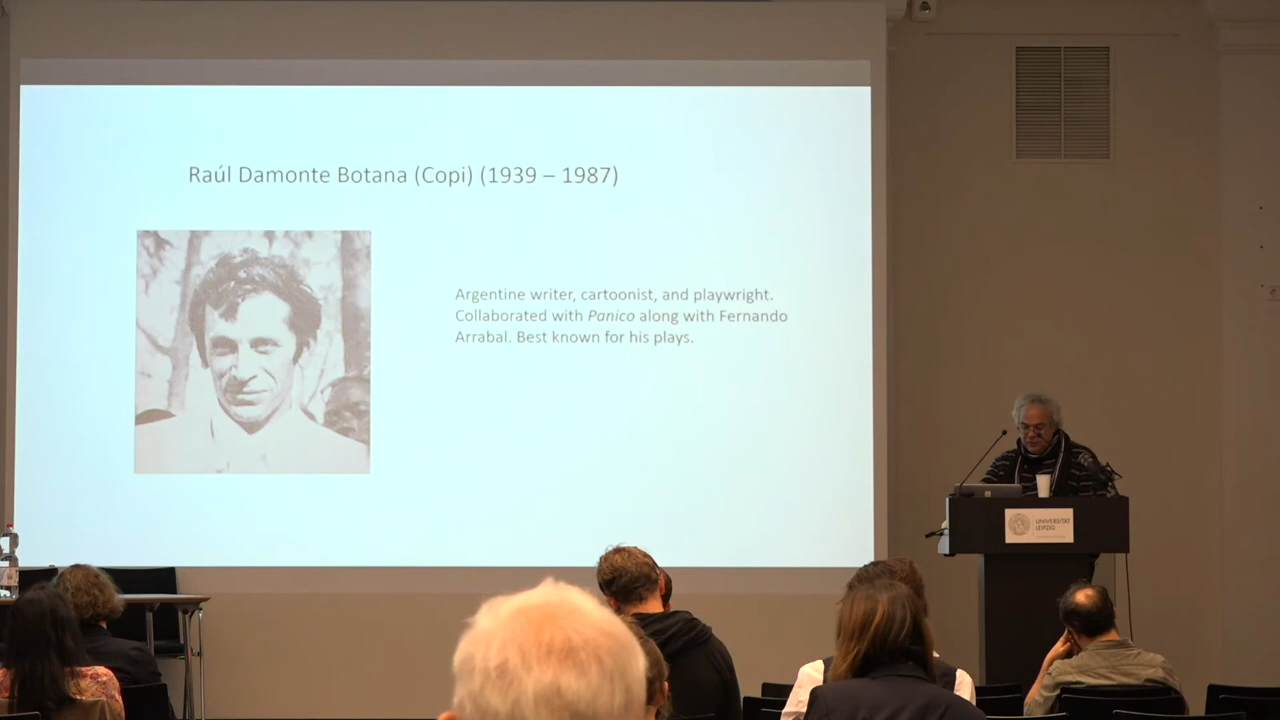 Raúl Damonte Botana (Copi) (1939 – 1987)
Argentine writer, cartoonist, and playwright.
Collaborated with Panico along with Fernando
Arrabal. Best known for his plays.
UNIVERSITÄT
LEIPZIG